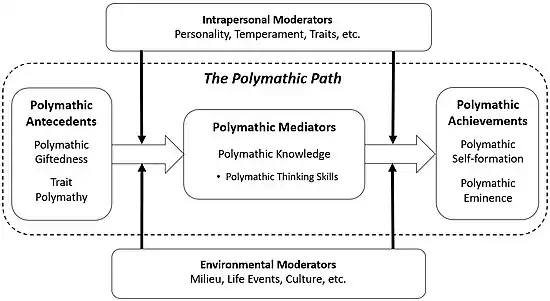 Intrapersonal Moderators
Personality, Temperament, Traits, etc.
The Polymathic Path
Polymathic
Antecedents
Polymathic
Giftedness
Trait
Polymathy
Polymathic Mediators
Polymathic Knowledge
• Polymathic Thinking Skills
Polymathic
Achievements
Polymathic
Self-formation
Polymathic
Eminence
Environmental Moderators
Milieu, Life Events, Culture, etc.